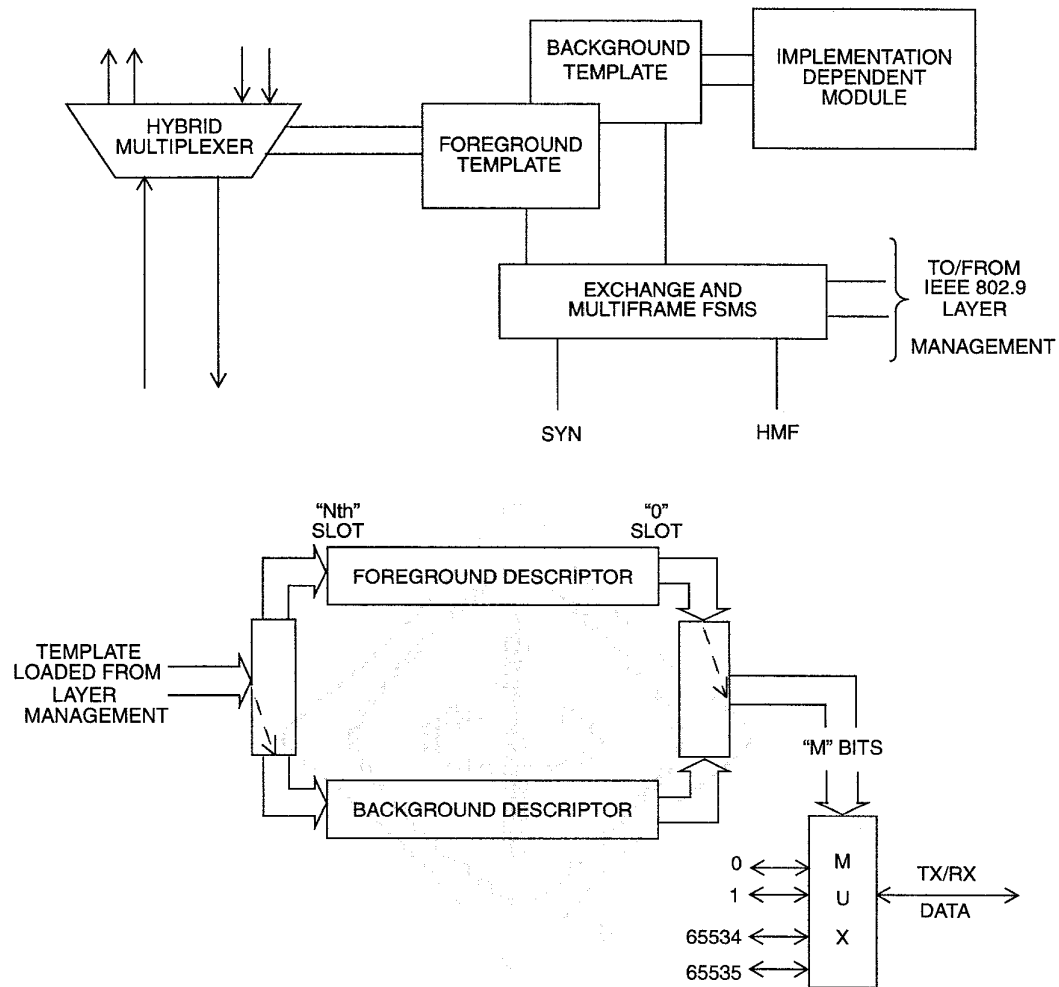 BACKGROUND
TEMPLATE
IMPLEMENTATION
DEPENDENT
MODULE
HYBRID
MULTIPLEXER
FOREGROUND
TEMPLATE
EXCHANGE AND
MULTIFRAME FSMS
TO/FROM
IEEE 802.9
LAYER
MANAGEMENT
SYN
HMF
“Nth”
SLOT
“0”
SLOT
FOREGROUND DESCRIPTOR
TEMPLATE
LOADED FROM
LAYER
MANAGEMENT
“M” BITS
BACKGROUND DESCRIPTOR
0
1
65534
65535
M
U
X
TX/RX
DATA